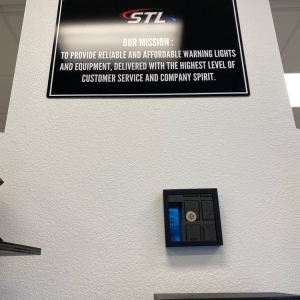 STL
OUR MISSION :
TO PROVIDE RELIABLE AND AFFORDABLE WARNING LIGHTS
AND EQUIPMENT, DELIVERED WITH THE HIGHEST LEVEL OF
CUSTOMER SERVICE AND COMPANY SPIRIT.